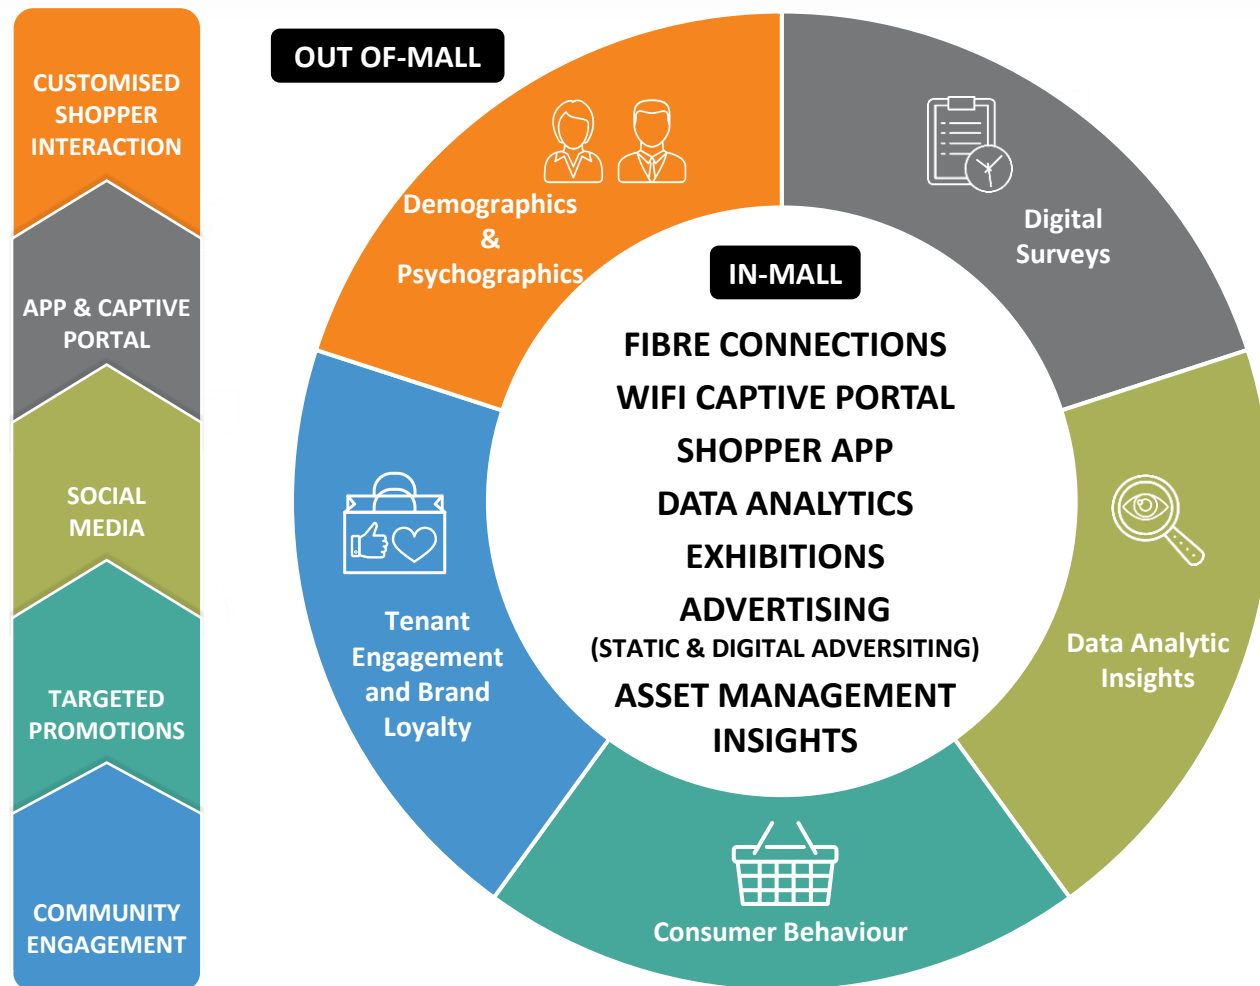 CUSTOMISED
SHOPPER
INTERACTION
APP & CAPTIVE
PORTAL
SOCIAL
MEDIA
TARGETED
PROMOTIONS
COMMUNITY
ENGAGEMENT
OUT OF-MALL
Demographics
&
Psychographics
Digital
Surveys
Data Analytic
Insights
Consumer Behaviour
Tenant
Engagement
and Brand
Loyalty
IN-MALL
FIBRE CONNECTIONS
WIFI CAPTIVE PORTAL
SHOPPER APP
DATA ANALYTICS
EXHIBITIONS
ADVERTISING
(STATIC & DIGITAL ADVERSITING)
ASSET MANAGEMENT
INSIGHTS